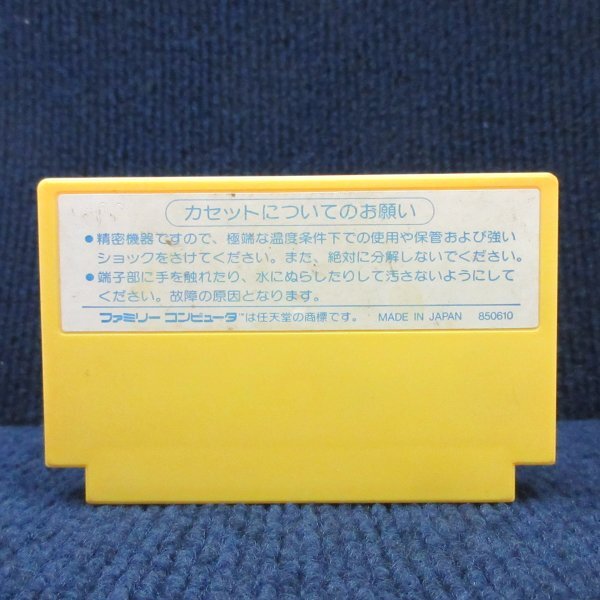 カセットについてのお願い
●精密機器ですので、極端な温度条件下での使用や保管および強い
ショックをさけてください。また、絶対に分解しないでください。
●端子部に手を触れたり、水にぬらしたりして汚さないようにして
ください。故障の原因となります。
ファミリー コンピュータ™は任天堂の商標です。 MADE IN JAPAN 850610